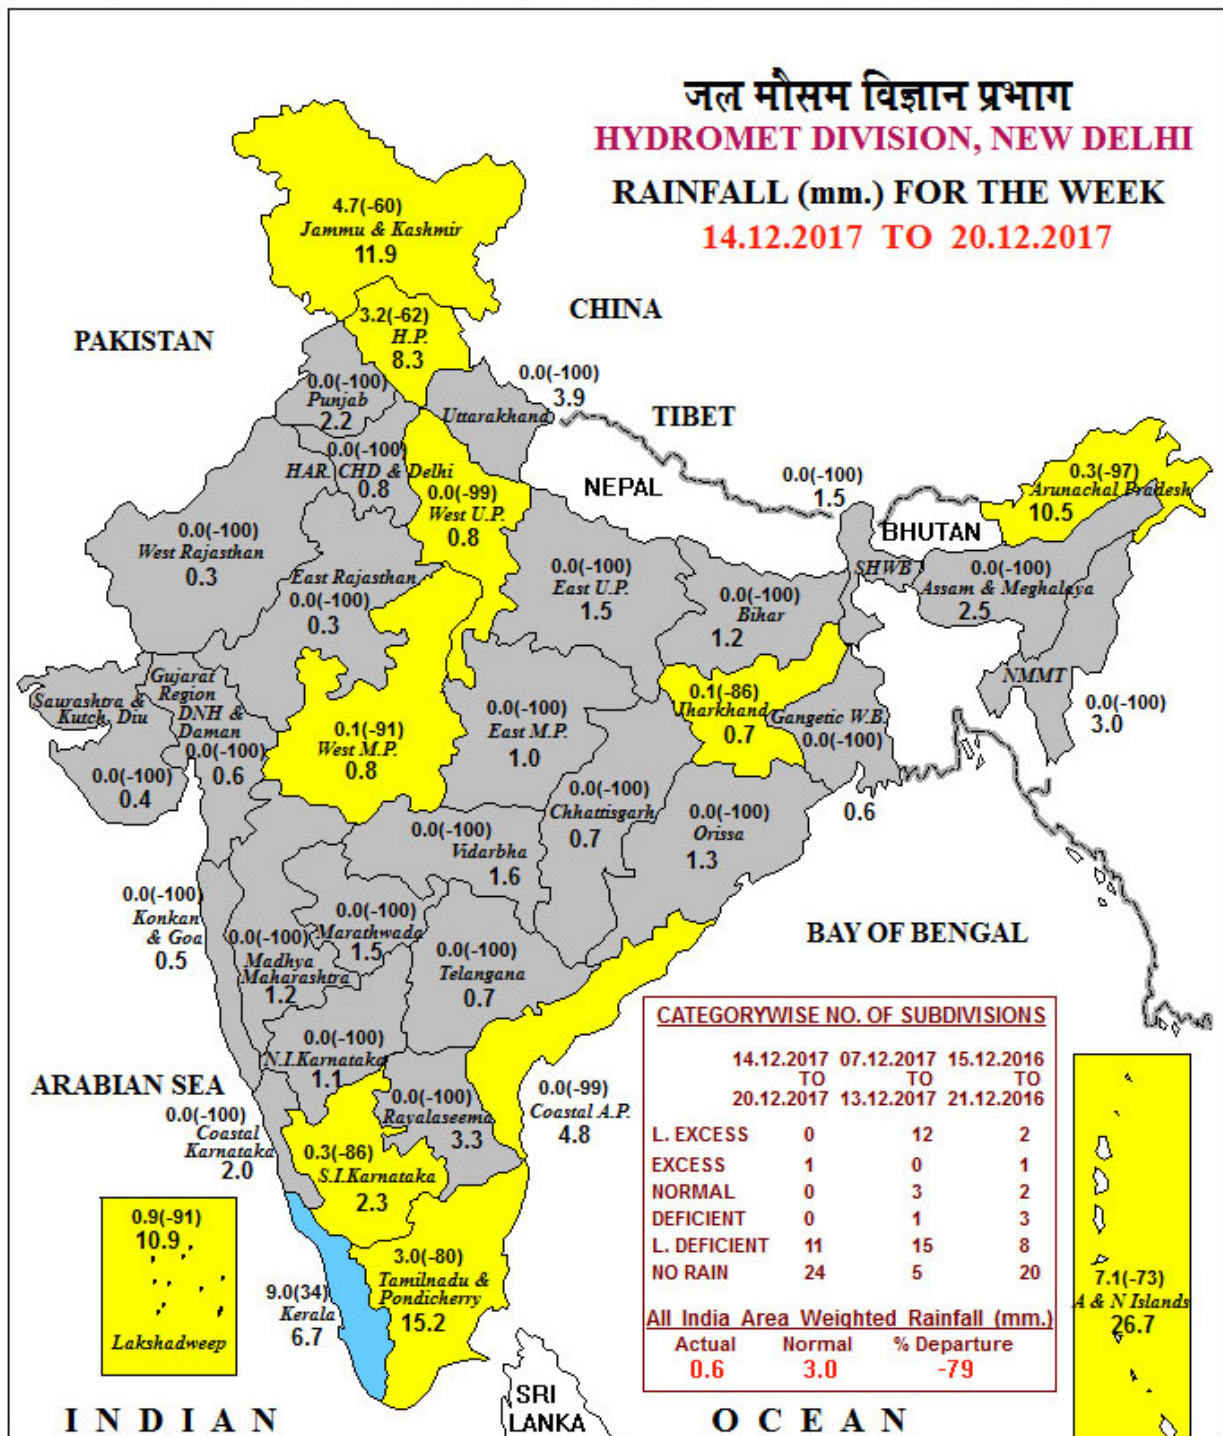 जल मौसम विज्ञान प्रभाग
HYDROMET DIVISION, NEW DELHI
RAINFALL (mm.) FOR THE WEEK
14.12.2017 TO 20.12.2017
4.7(-60)
Jammu & Kashmir
11.9
CHINA
3.2(-62)
H.P.
8.3
PAKISTAN
0.0(-100)
Punjab
2.2
0.0(-100)
3.9
Uttarakhand
TIBET
0.0(-100)
HAR. CHD & Delhi
0.8
NEPAL
0.0(-99)
West U.P.
0.8
0.0(-100)
1.5
SHWB
BHUTAN
0.3(-97)
Arunachal Pradesh
10.5
0.0(-100)
West Rajasthan
0.3
East Rajasthan
0.0(-100)
0.3
0.0(-100)
East U.P.
1.5
0.0(-100)
Bihar
1.2
0.0(-100)
Assam & Meghalaya
2.5
NMMT
0.0(-100)
3.0
Saurashtra &
Kutch, Diu
0.0(-100)
0.4
Gujarat
Region
DNH &
Daman
0.0(-100)
0.6
0.1(-91)
West M.P.
0.8
0.0(-100)
East M.P.
1.0
0.1(-86)
Jharkhand
0.7
Gangetic W.B.
0.0(-100)
0.6
0.0(-100)
Chhattisgarh
0.7
0.0(-100)
Orissa
1.3
0.0(-100)
Vidarbha
1.6
0.0(-100)
Konkan
& Goa
0.5
0.0(-100)
Madhya
Maharashtra
1.2
0.0(-100)
Marathwada
1.5
0.0(-100)
Telangana
0.7
BAY OF BENGAL
0.0(-100)
N.I.Karnataka
1.1
ARABIAN SEA
0.0(-100)
Coastal
Karnataka
2.0
0.0(-100)
Rayalaseema
3.3
0.0(-99)
Coastal A.P.
4.8
0.3(-86)
S.I.Karnataka
2.3
0.9(-91)
10.9
Lakshadweep
9.0(34)
Kerala
6.7
3.0(-80)
Tamilnadu &
Pondicherry
15.2
CATEGORYWISE NO. OF SUBDIVISIONS
14.12.2017 07.12.2017 15.12.2016
TO TO TO
20.12.2017 13.12.2017 21.12.2016
L. EXCESS 0 12 2
EXCESS 1 0 1
NORMAL 0 3 2
DEFICIENT 0 1 3
L. DEFICIENT 11 15 8
NO RAIN 24 5 20
All India Area Weighted Rainfall (mm.)
Actual Normal % Departure
0.6 3.0 -79
7.1(-73)
A & N Islands
26.7
SRI
LANKA
INDIAN OCEAN